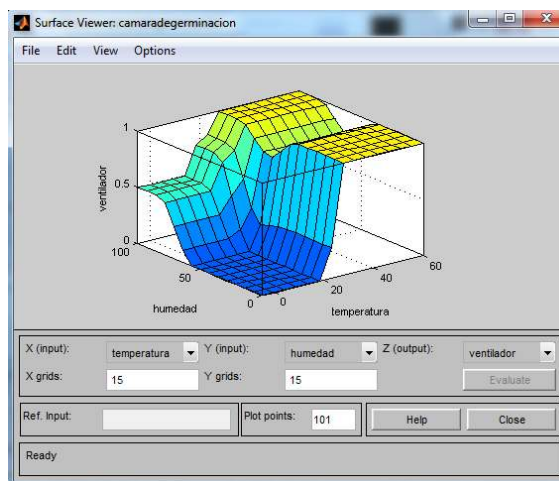 Surface Viewer: camaradegerminacion
File Edit View Options
1
0.5
0
100
50
0
ventilador
humedad
0
20
40
60
temperatura
X (input): temperatura Y (input): humedad Z (output): ventilador
X grids: 15 Y grids: 15 Evaluate
Ref. Input: Plot points: 101 Help Close
Ready